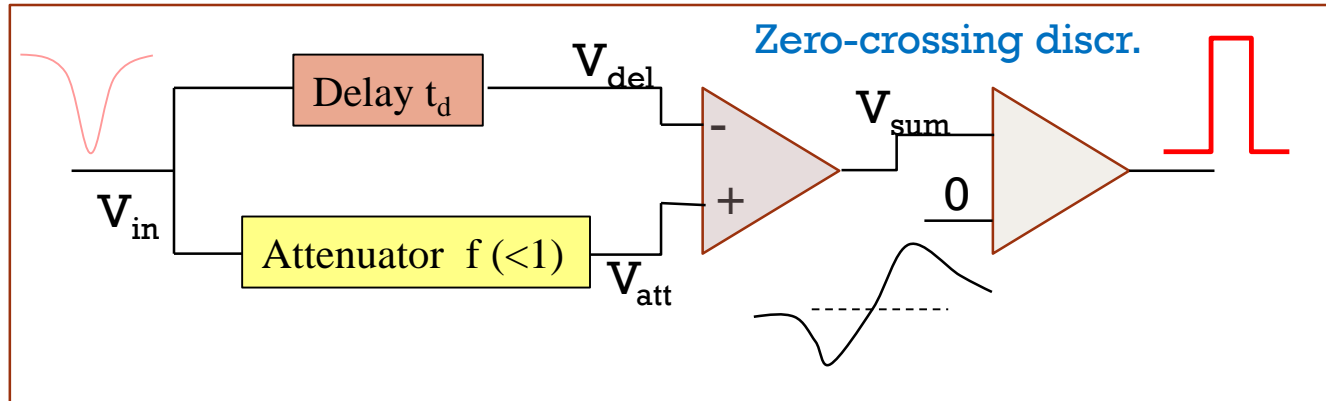 Zero-crossing discr.
Delay t_d
V_del
-
V_sum
+
0
V_in
Attenuator f (<1)
V_att